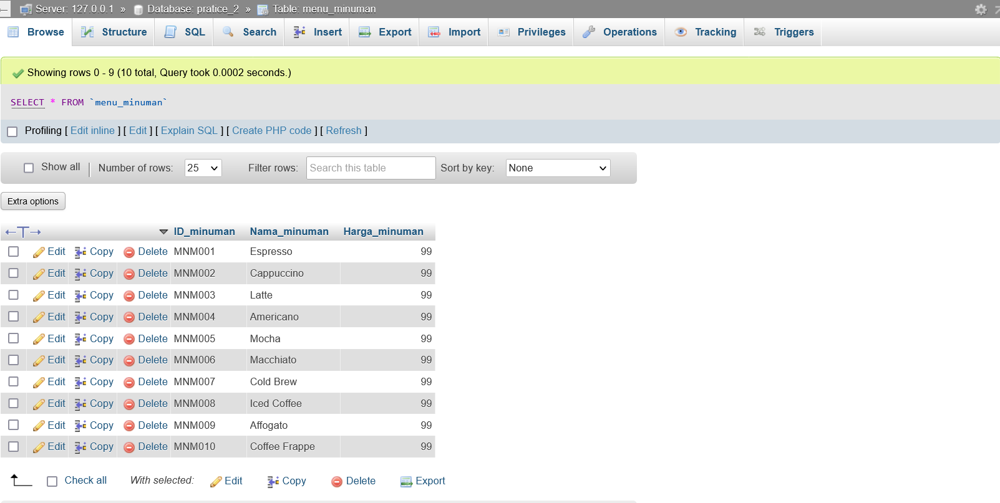 Server: 127.0.0.1 » Database: pratice_2 » Table: menu_minuman
Browse Structure SQL Search Insert Export Import Privileges Operations Tracking Triggers
Showing rows 0 - 9 (10 total, Query took 0.0002 seconds.)
SELECT * FROM `menu_minuman`
Profiling [ Edit inline ] [ Edit ] [ Explain SQL ] [ Create PHP code ] [ Refresh ]
Show all | Number of rows: 25 Filter rows: Search this table Sort by key: None
Extra options
←T→ ID_minuman Nama_minuman Harga_minuman
Edit Copy Delete MNM001 Espresso 99
Edit Copy Delete MNM002 Cappuccino 99
Edit Copy Delete MNM003 Latte 99
Edit Copy Delete MNM004 Americano 99
Edit Copy Delete MNM005 Mocha 99
Edit Copy Delete MNM006 Macchiato 99
Edit Copy Delete MNM007 Cold Brew 99
Edit Copy Delete MNM008 Iced Coffee 99
Edit Copy Delete MNM009 Affogato 99
Edit Copy Delete MNM010 Coffee Frappe 99
Check all With selected: Edit Copy Delete Export